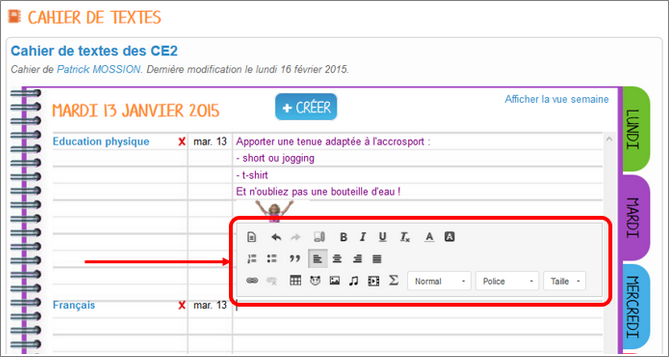 CAHIER DE TEXTES
Cahier de textes des CE2
Cahier de Patrick MOSSION. Dernière modification le lundi 16 février 2015.
MARDI 13 JANVIER 2015
+ CRÉER
Afficher la vue semaine
Education physique ✗ mar. 13 Apporter une tenue adaptée à l'accrosport :
- short ou jogging
- t-shirt
Et n'oubliez pas une bouteille d'eau !
B I U Tx A A
Σ Normal Police Taille
Français ✗ mar. 13
LUNDI
MARDI
MERCREDI